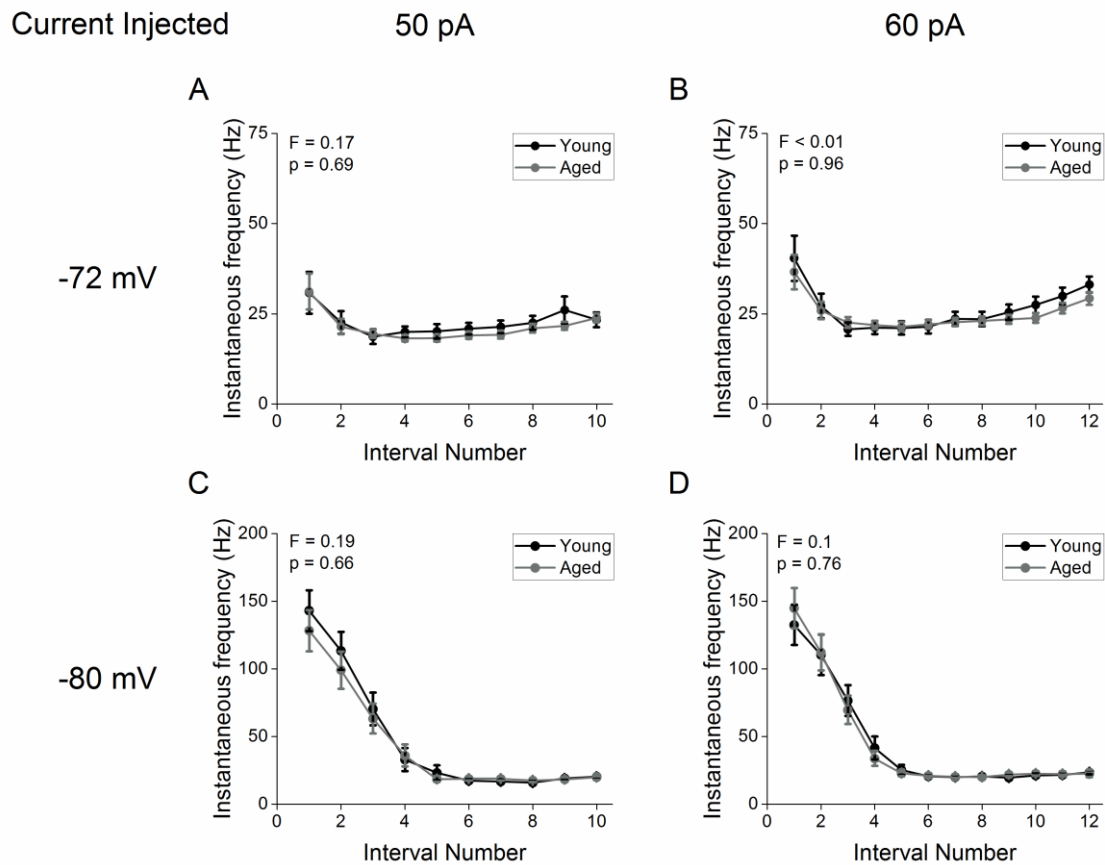 Current Injected 50 pA 60 pA
A
B
-72 mV
-80 mV
F = 0.17
p = 0.69
Young
Aged
Instantaneous frequency (Hz)
75
50
25
0
0 2 4 6 8 10
Interval Number
F < 0.01
p = 0.96
Young
Aged
Instantaneous frequency (Hz)
75
50
25
0
0 2 4 6 8 10 12
Interval Number
C
D
F = 0.19
p = 0.66
Young
Aged
Instantaneous frequency (Hz)
200
150
100
50
0
0 2 4 6 8 10
Interval Number
F = 0.1
p = 0.76
Young
Aged
Instantaneous frequency (Hz)
200
150
100
50
0
0 2 4 6 8 10 12
Interval Number